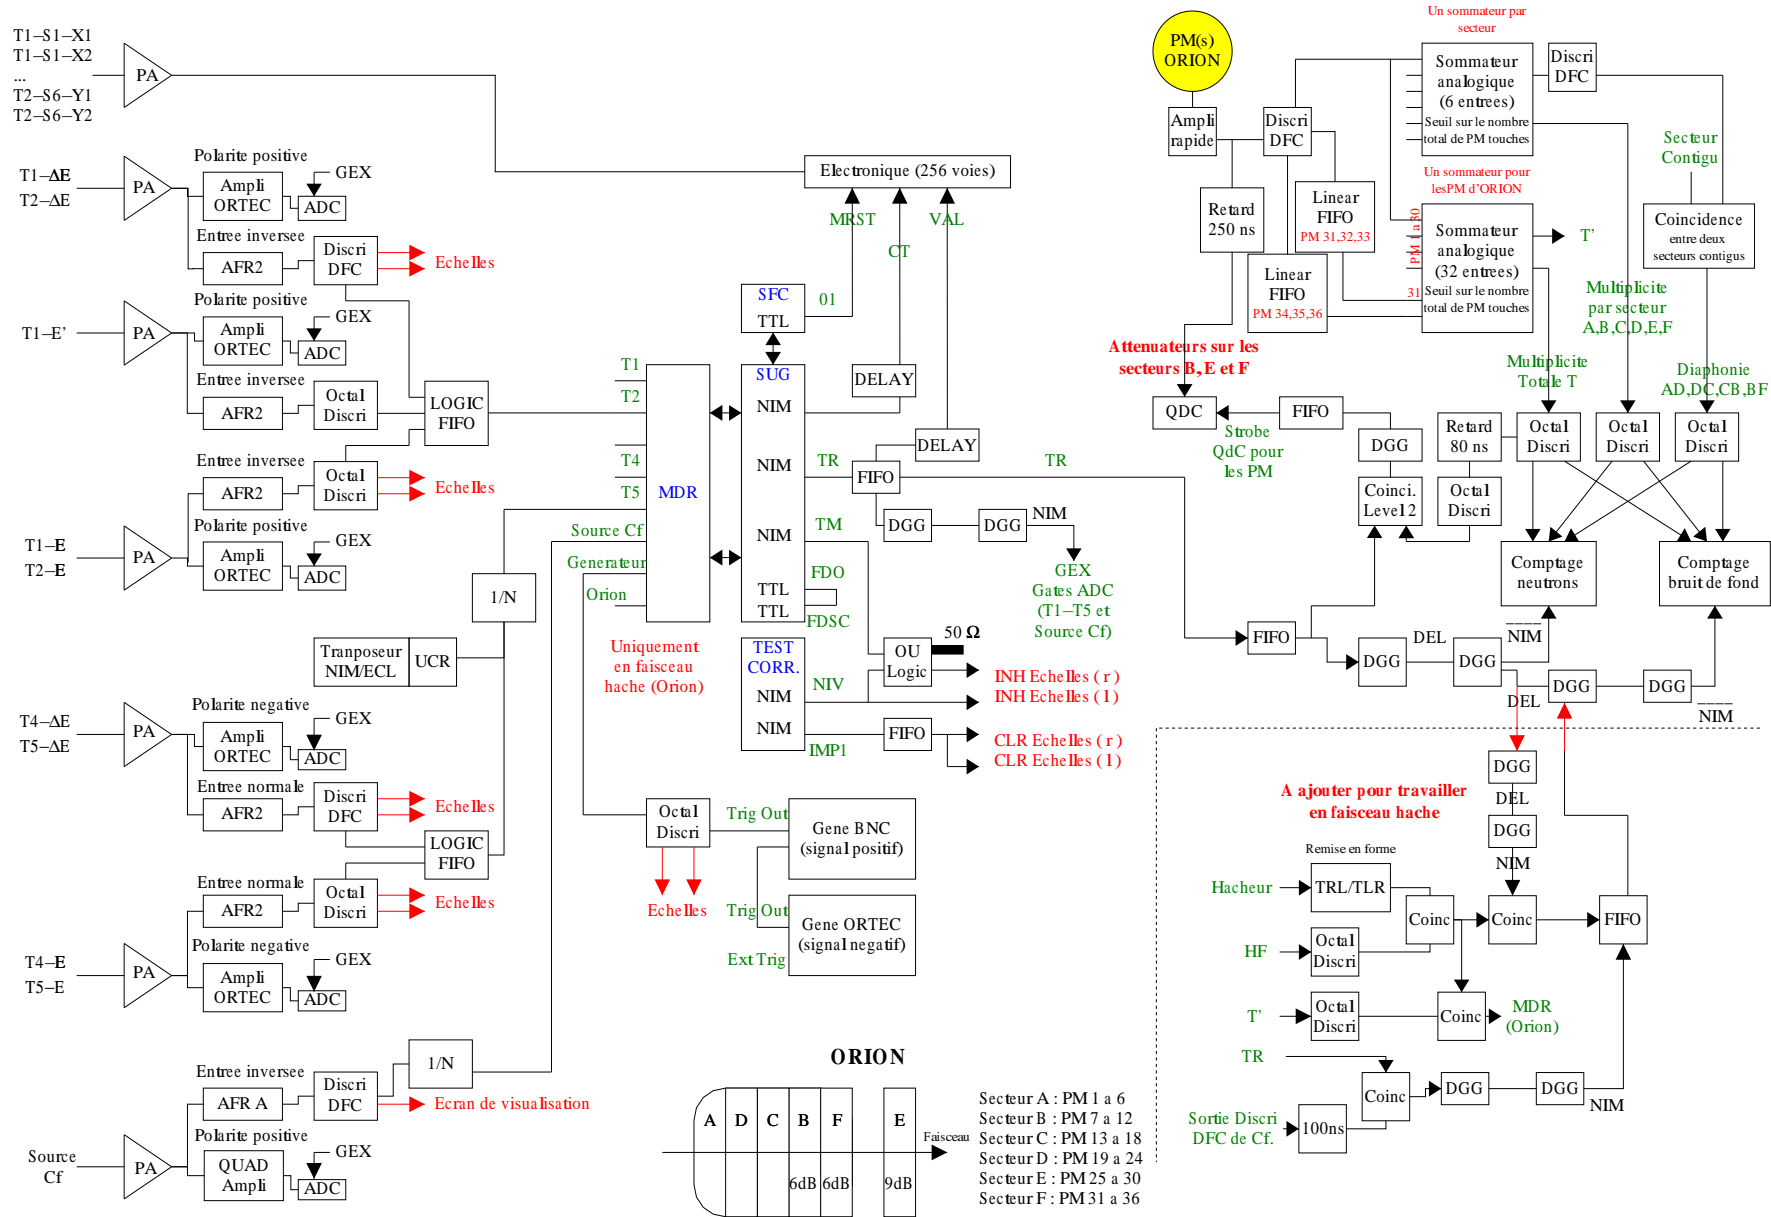 T1–S1–X1
T1–S1–X2
...
T2–S6–Y1
T2–S6–Y2
PA
T1–ΔE
T2–ΔE
PA
Polarite positive
Ampli
ORTEC
GEX
ADC
Entree inversee
AFR2
Discri
DFC
Echelles
T1–E'
PA
Polarite positive
Ampli
ORTEC
GEX
ADC
Entree inversee
AFR2
Octal
Discri
LOGIC
FIFO
Entree inversee
AFR2
Octal
Discri
Echelles
T1–E
T2–E
PA
Polarite positive
Ampli
ORTEC
GEX
ADC
1/N
Tranposeur
NIM/ECL
UCR
T4–ΔE
T5–ΔE
PA
Polarite negative
Ampli
ORTEC
GEX
ADC
Entree normale
AFR2
Discri
DFC
Echelles
LOGIC
FIFO
Entree normale
AFR2
Octal
Discri
Echelles
T4–E
T5–E
PA
Polarite negative
Ampli
ORTEC
GEX
ADC
Source
Cf
PA
Entree inversee
AFR A
Discri
DFC
1/N
Ecran de visualisation
Polarite positive
QUAD
Ampli
GEX
ADC
Electronique (256 voies)
MRST
CT
VAL
SFC
TTL
01
T1
T2
T4
T5
Source Cf
Generateur
Orion
MDR
Uniquement
en faisceau
hache (Orion)
SUG
NIM
NIM
NIM
TTL
TTL
DELAY
DELAY
TR
FIFO
TR
DGG
DGG
NIM
GEX
Gates ADC
(T1–T5 et
Source Cf)
TM
FDO
FDSC
TEST
CORR.
NIM
NIM
NIV
IMP1
OU
Logic
50 Ω
INH Echelles ( r )
INH Echelles ( l )
FIFO
CLR Echelles ( r )
CLR Echelles ( l )
Octal
Discri
Echelles
Trig Out
Gene BNC
(signal positif)
Trig Out
Ext Trig
Gene ORTEC
(signal negatif)
ORION
A
D
C
B
F
E
6dB
6dB
9dB
Faisceau
Secteur A : PM 1 a 6
Secteur B : PM 7 a 12
Secteur C : PM 13 a 18
Secteur D : PM 19 a 24
Secteur E : PM 25 a 30
Secteur F : PM 31 a 36
PM(s)
ORION
Ampli
rapide
Discri
DFC
Retard
250 ns
Linear
FIFO
PM 31,32,33
Linear
FIFO
PM 34,35,36
Un sommateur par
secteur
Sommateur
analogique
(6 entrees)
Seuil sur le nombre
total de PM touches
Discri
DFC
Un sommateur pour
lesPM d'ORION
PM 1 a 30
31
Sommateur
analogique
(32 entrees)
Seuil sur le nombre
total de PM touches
T'
Secteur
Contigu
Coincidence
entre deux
secteurs contigus
Multiplicite
par secteur
A,B,C,D,E,F
Multiplicite
Totale T
Diaphonie
AD,DC,CB,BF
Attenuateurs sur les
secteurs B, E et F
QDC
Strobe
QdC pour
les PM
FIFO
DGG
Coinci.
Level 2
Retard
80 ns
Octal
Discri
Octal
Discri
Octal
Discri
Octal
Discri
Comptage
neutrons
Comptage
bruit de fond
FIFO
DGG
DEL
DGG
NIM
DEL
DGG
DGG
NIM
A ajouter pour travailler
en faisceau hache
DGG
DEL
DGG
NIM
Remise en forme
Hacheur
TRL/TLR
Coinc
Coinc
FIFO
HF
Octal
Discri
T'
Octal
Discri
Coinc
MDR
(Orion)
TR
Coinc
DGG
DGG
NIM
Sortie Discri
DFC de Cf.
100ns